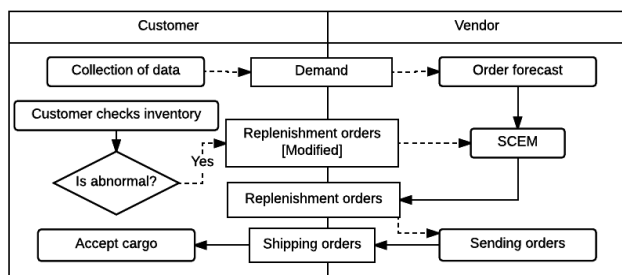 Customer
Vendor
Collection of data
Demand
Order forecast
Customer checks inventory
Replenishment orders
[Modified]
SCEM
Yes
Is abnormal?
Replenishment orders
Accept cargo
Shipping orders
Sending orders